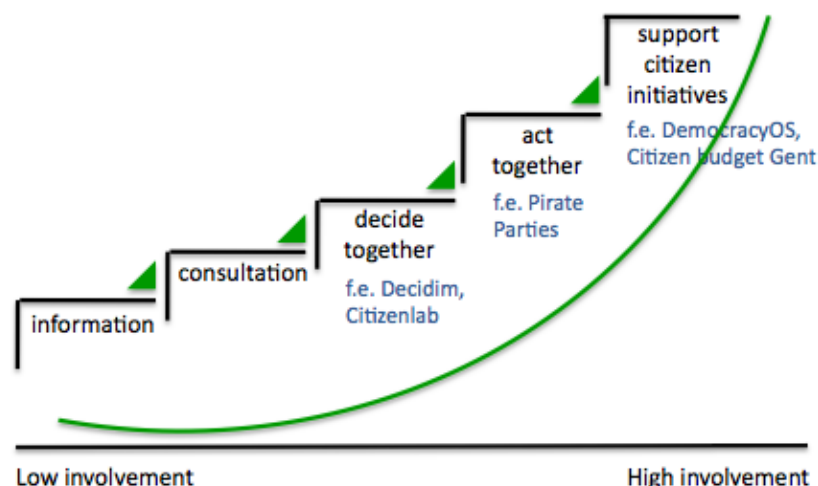 support
citizen
initiatives
f.e. DemocracyOS,
Citizen budget Gent
act
together
f.e. Pirate
Parties
decide
together
f.e. Decidim,
Citizenlab
consultation
information
Low involvement
High involvement